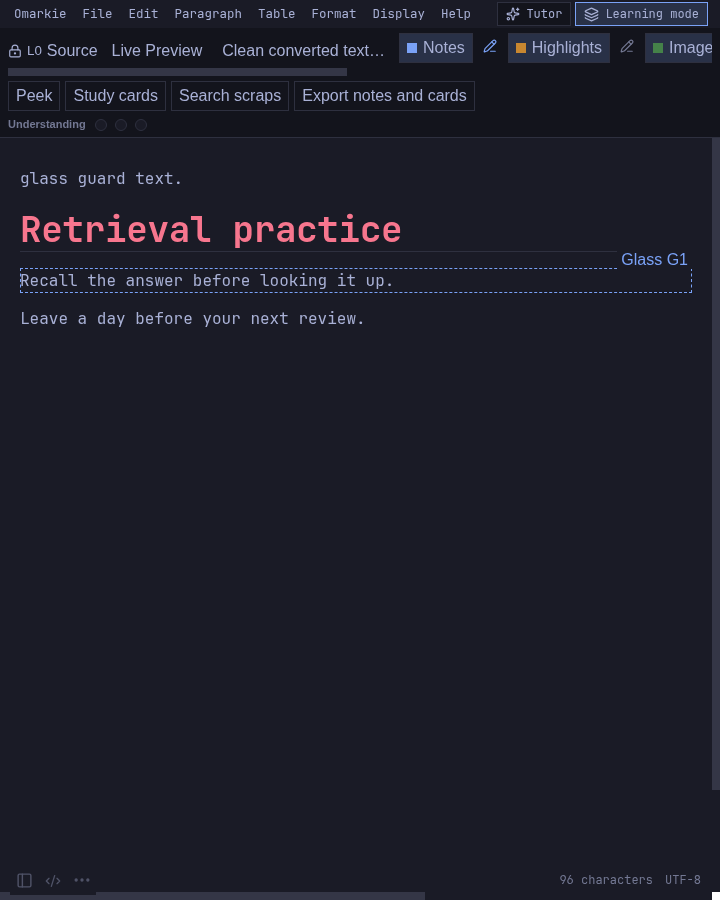 Omarkie File Edit Paragraph Table Format Display Help Tutor Learning mode
L0 Source Live Preview Clean converted text… Notes Highlights Image
Peek Study cards Search scraps Export notes and cards
Understanding
glass guard text.
Retrieval practice
Glass G1
Recall the answer before looking it up.
Leave a day before your next review.
96 characters UTF-8